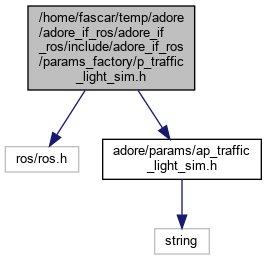 /home/fascar/temp/adore
/adore_if_ros/adore_if
_ros/include/adore_if_ros
/params_factory/p_traffic
_light_sim.h
ros/ros.h
adore/params/ap_traffic
_light_sim.h
string